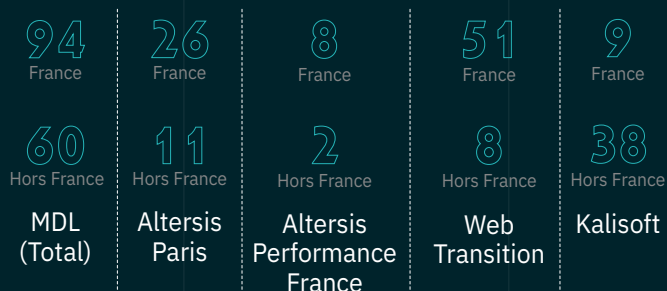 94 26 8 51 9
France France France France France
60 11 2 8 38
Hors France Hors France Hors France Hors France Hors France
MDL Altersis Altersis Web Kalisoft
(Total) Paris Performance Transition
France